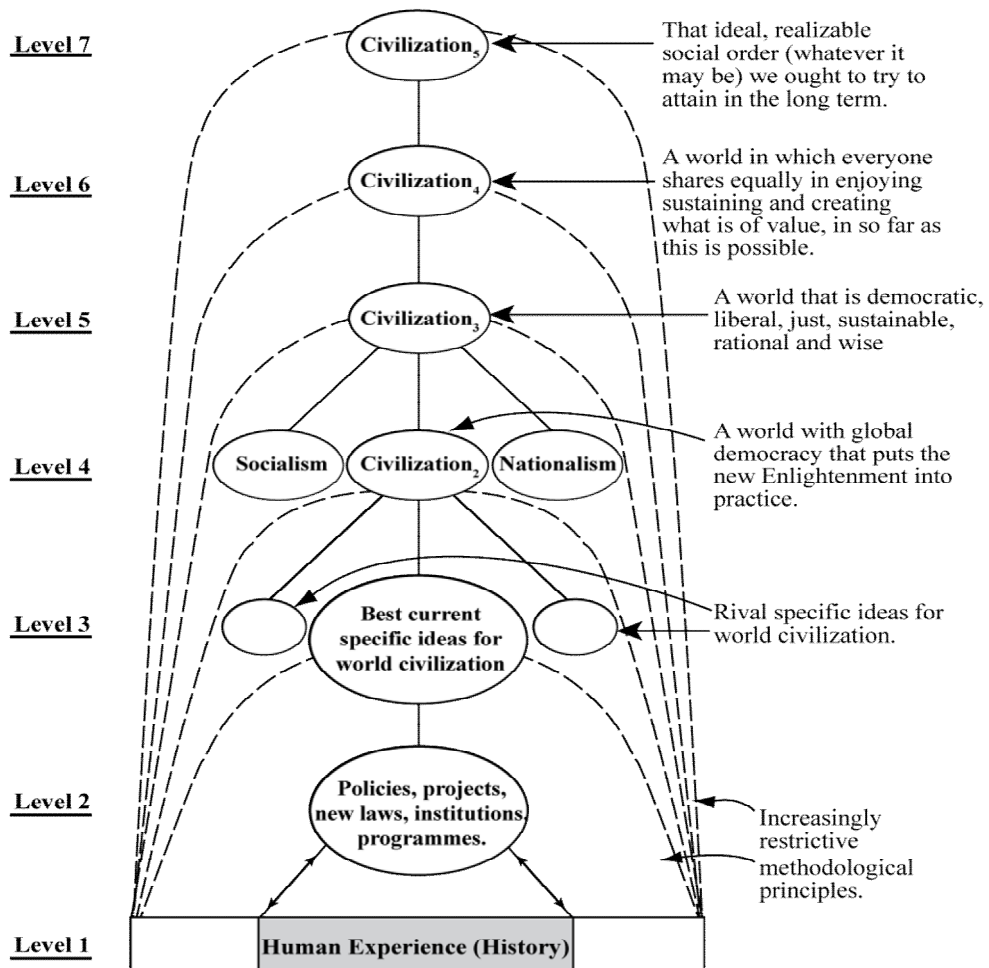 Level 7
Civilization₅
That ideal, realizable
social order (whatever it
may be) we ought to try to
attain in the long term.
Level 6
Civilization₄
A world in which everyone
shares equally in enjoying
sustaining and creating
what is of value, in so far as
this is possible.
Level 5
Civilization₃
A world that is democratic,
liberal, just, sustainable,
rational and wise
Level 4
Socialism
Civilization₂
Nationalism
A world with global
democracy that puts the
new Enlightenment into
practice.
Level 3
Best current
specific ideas for
world civilization
Rival specific ideas for
world civilization.
Level 2
Policies, projects,
new laws, institutions,
programmes.
Increasingly
restrictive
methodological
principles.
Level 1
Human Experience (History)